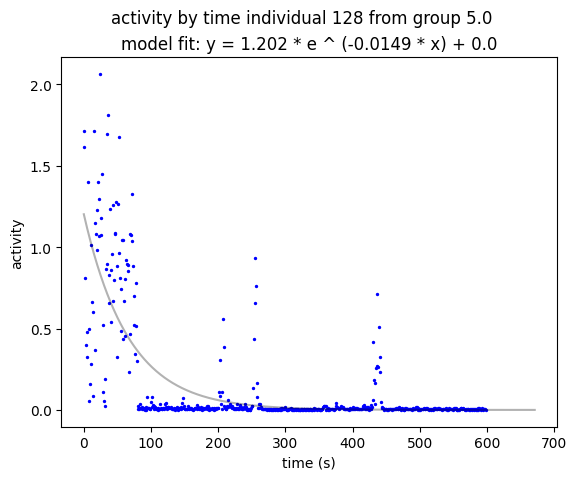 activity by time individual 128 from group 5.0
model fit: y = 1.202 * e ^ (-0.0149 * x) + 0.0
2.0
1.5
activity
1.0
0.5
0.0
0 100 200 300 400 500 600 700
time (s)